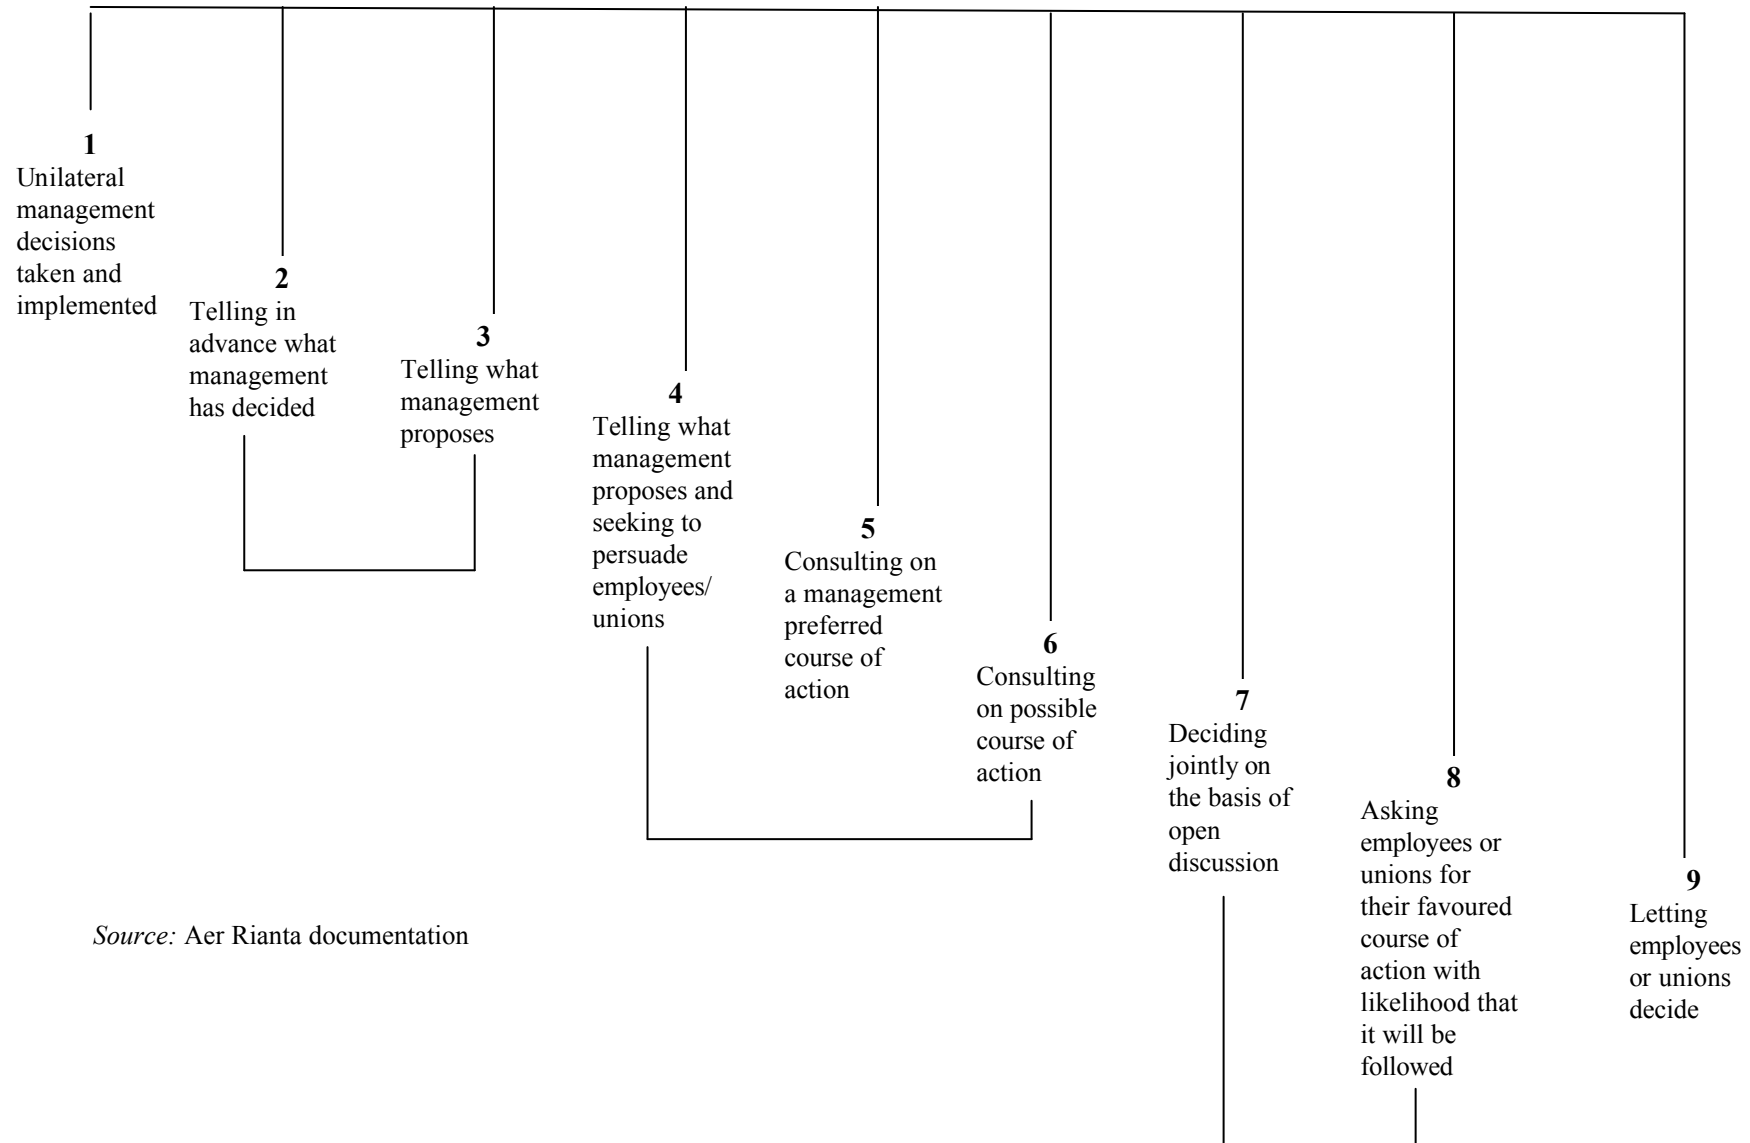 1
Unilateral
management
decisions
taken and
implemented
2
Telling in
advance what
management
has decided
3
Telling what
management
proposes
4
Telling what
management
proposes and
seeking to
persuade
employees/
unions
5
Consulting on
a management
preferred
course of
action
6
Consulting
on possible
course of
action
7
Deciding
jointly on
the basis of
open
discussion
8
Asking
employees or
unions for
their favoured
course of
action with
likelihood that
it will be
followed
9
Letting
employees
or unions
decide
Source: Aer Rianta documentation